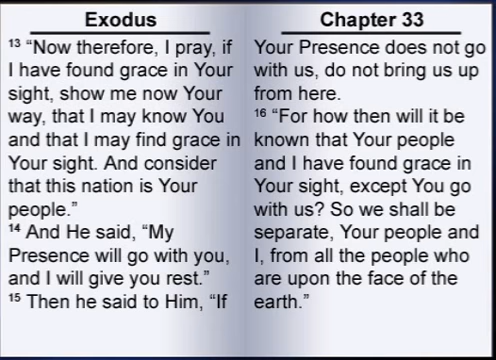 Exodus
¹³ “Now therefore, I pray, if
I have found grace in Your
sight, show me now Your
way, that I may know You
and that I may find grace in
Your sight. And consider
that this nation is Your
people.”
¹⁴ And He said, “My
Presence will go with you,
and I will give you rest.”
¹⁵ Then he said to Him, “If
Chapter 33
Your Presence does not go
with us, do not bring us up
from here.
¹⁶ “For how then will it be
known that Your people
and I have found grace in
Your sight, except You go
with us? So we shall be
separate, Your people and
I, from all the people who
are upon the face of the
earth.”